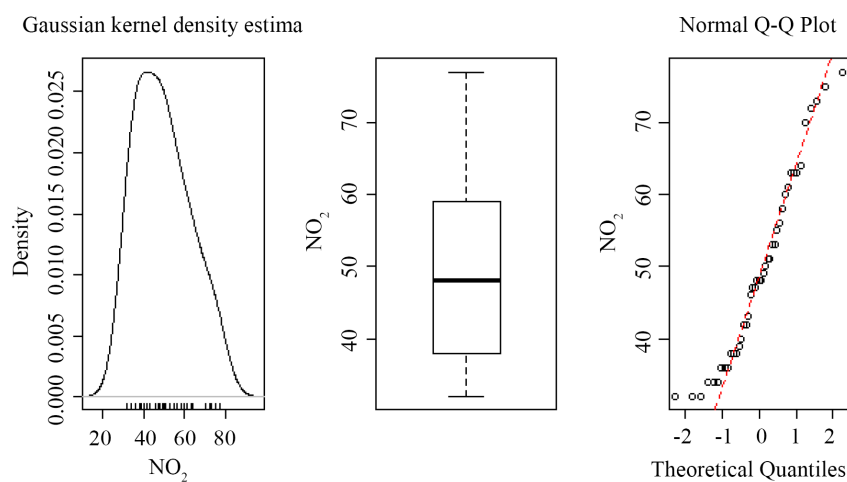 Gaussian kernel density estima
Density
0.000
0.005
0.010
0.015
0.020
0.025
20 40 60 80
NO₂
NO₂
40
50
60
70
Normal Q-Q Plot
NO₂
40
50
60
70
-2 -1 0 1 2
Theoretical Quantiles